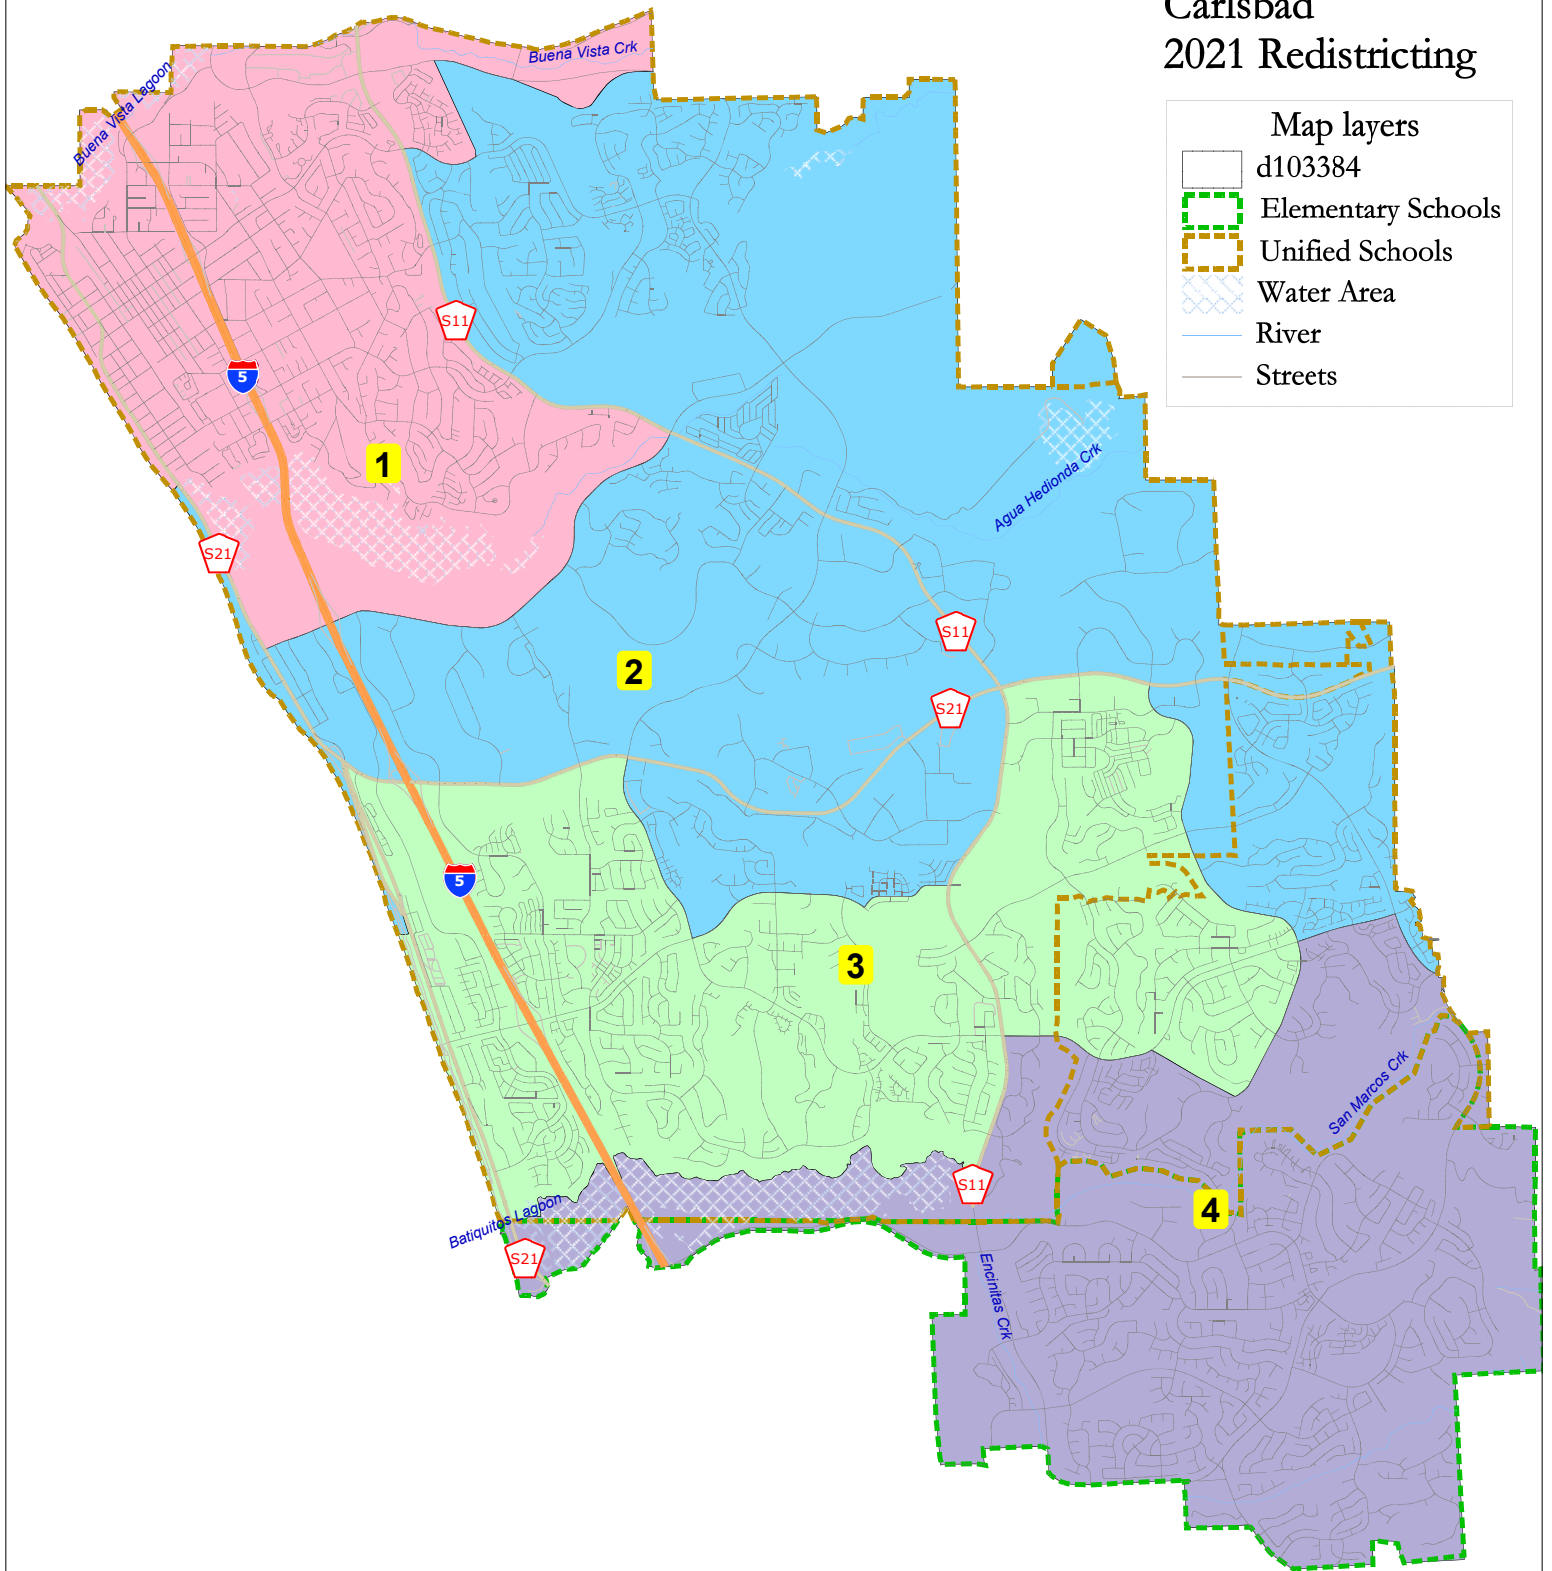 Carlsbad
2021 Redistricting
Map layers
d103384
Elementary Schools
Unified Schools
Water Area
River
Streets
Buena Vista Crk
Buena Vista Lagoon
S11
5
1
Agua Hedionda Crk
S21
S11
2
S21
5
3
San Marcos Crk
S11
4
Batiquitos Lagoon
S21
Encinitas Crk